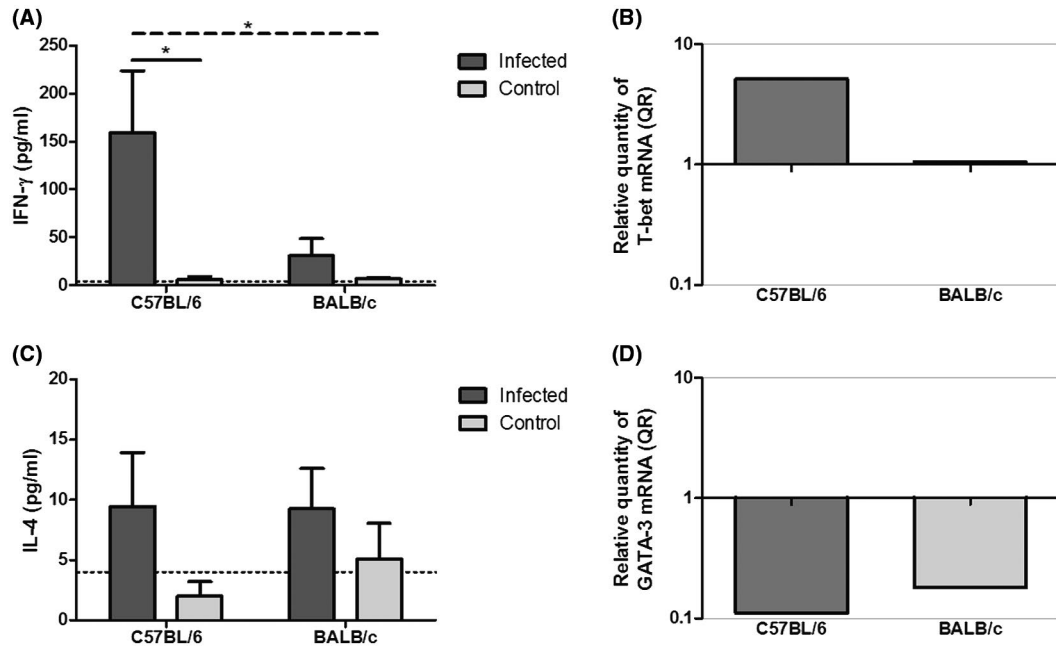 (A)
*
*
250
200
150
100
50
0
IFN-γ (pg/ml)
C57BL/6
BALB/c
Infected
Control
(B)
10
1
0.1
Relative quantity of
T-bet mRNA (QR)
C57BL/6
BALB/c
(C)
20
15
10
5
0
IL-4 (pg/ml)
C57BL/6
BALB/c
Infected
Control
(D)
10
1
0.1
Relative quantity of
GATA-3 mRNA (QR)
C57BL/6
BALB/c